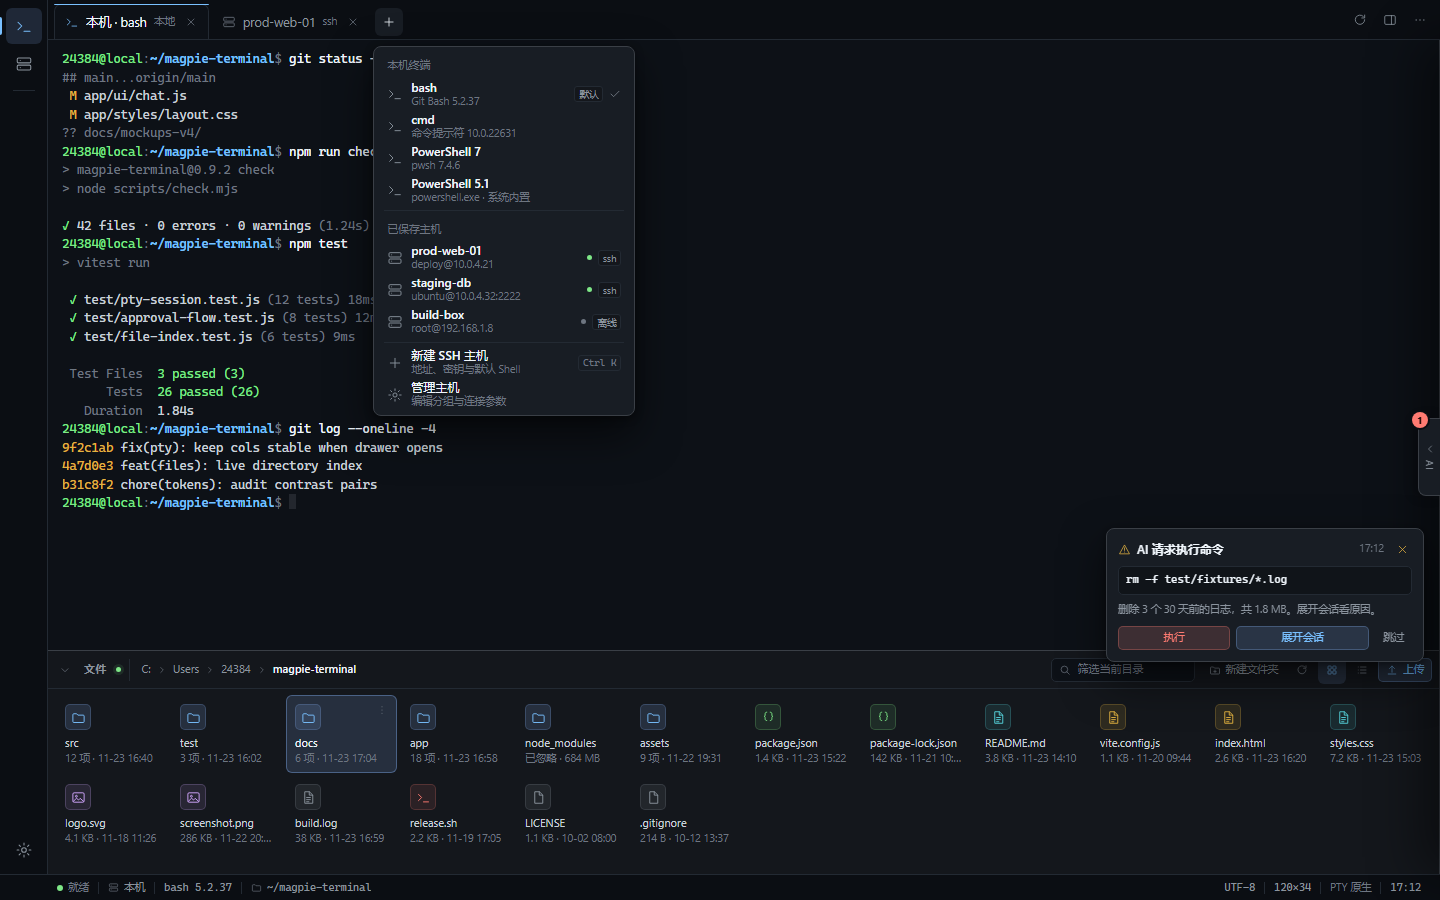 本机 · bash 本地
prod-web-01 ssh
24384@local:~/magpie-terminal$ git status -
## main...origin/main
M app/ui/chat.js
M app/styles/layout.css
?? docs/mockups-v4/
24384@local:~/magpie-terminal$ npm run chec
> magpie-terminal@0.9.2 check
> node scripts/check.mjs
✓ 42 files · 0 errors · 0 warnings (1.24s)
24384@local:~/magpie-terminal$ npm test
> vitest run
✓ test/pty-session.test.js (12 tests) 18ms
✓ test/approval-flow.test.js (8 tests) 12m
✓ test/file-index.test.js (6 tests) 9ms
Test Files 3 passed (3)
Tests 26 passed (26)
Duration 1.84s
24384@local:~/magpie-terminal$ git log --oneline -4
9f2c1ab fix(pty): keep cols stable when drawer opens
4a7d0e3 feat(files): live directory index
b31c8f2 chore(tokens): audit contrast pairs
24384@local:~/magpie-terminal$
本机终端
bash
Git Bash 5.2.37
默认
cmd
命令提示符 10.0.22631
PowerShell 7
pwsh 7.4.6
PowerShell 5.1
powershell.exe · 系统内置
已保存主机
prod-web-01
deploy@10.0.4.21
ssh
staging-db
ubuntu@10.0.4.32:2222
ssh
build-box
root@192.168.1.8
离线
新建 SSH 主机
地址、密钥与默认 Shell
Ctrl K
管理主机
编辑分组与连接参数
1
AI
AI 请求执行命令 17:12
rm -f test/fixtures/*.log
删除 3 个 30 天前的日志，共 1.8 MB。展开会话看原因。
执行 展开会话 跳过
文件 C: Users 24384 magpie-terminal
筛选当前目录 新建文件夹 上传
src
12 项 · 11-23 16:40
test
3 项 · 11-23 16:02
docs
6 项 · 11-23 17:04
app
18 项 · 11-23 16:58
node_modules
已忽略 · 684 MB
assets
9 项 · 11-22 19:31
package.json
1.4 KB · 11-23 15:22
package-lock.json
142 KB · 11-21 10:...
README.md
3.8 KB · 11-23 14:10
vite.config.js
1.1 KB · 11-20 09:44
index.html
2.6 KB · 11-23 16:20
styles.css
7.2 KB · 11-23 15:03
logo.svg
4.1 KB · 11-18 11:26
screenshot.png
286 KB · 11-22 20:...
build.log
38 KB · 11-23 16:59
release.sh
2.2 KB · 11-19 17:05
LICENSE
1.1 KB · 10-02 08:00
.gitignore
214 B · 10-12 13:37
就绪 本机 bash 5.2.37 ~/magpie-terminal
UTF-8 120×34 PTY 原生 17:12